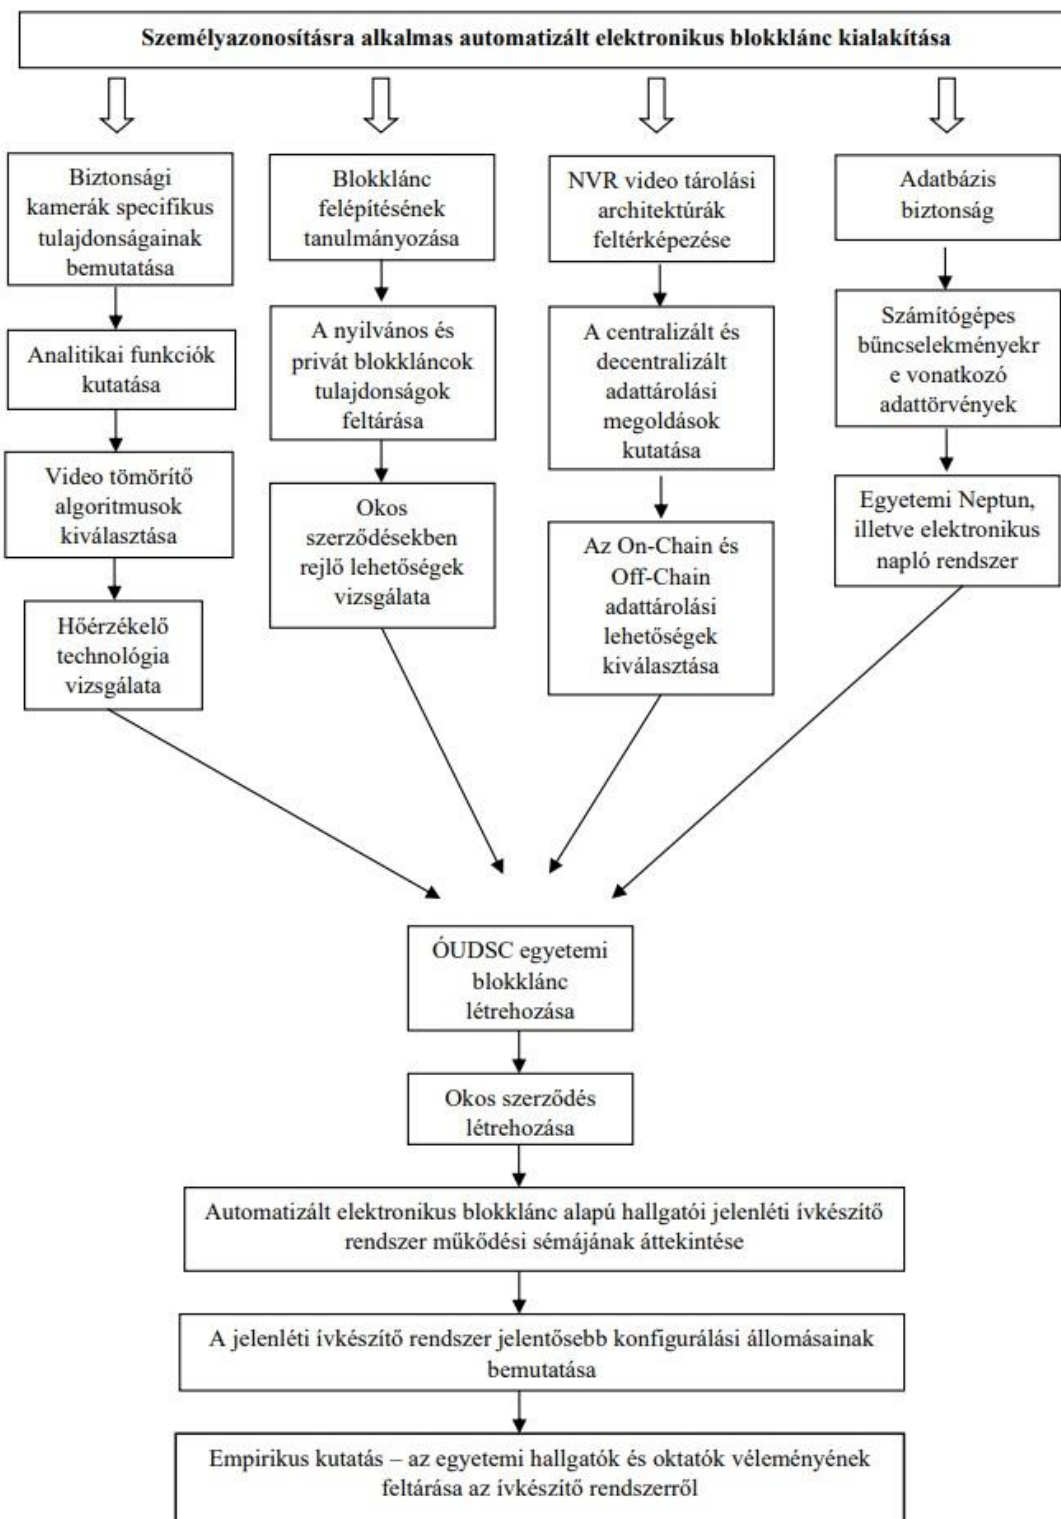 Személyazonosításra alkalmas automatizált elektronikus blokklánc kialakítása
Biztonsági
kamerák specifikus
tulajdonságainak
bemutatása
Analitikai funkciók
kutatása
Video tömörítő
algoritmusok
kiválasztása
Hőérzékelő
technológia
vizsgálata
Blokklánc
felépítésének
tanulmányozása
A nyilvános és
privát blokkláncok
tulajdonságok
feltárása
Okos
szerződésekben
rejlő lehetőségek
vizsgálata
NVR video tárolási
architektúrák
feltérképezése
A centralizált és
decentralizált
adattárolási
megoldások
kutatása
Az On-Chain és
Off-Chain
adattárolási
lehetőségek
kiválasztása
Adatbázis
biztonság
Számítógépes
bűncselekményekr
e vonatkozó
adattörvények
Egyetemi Neptun,
illetve elektronikus
napló rendszer
ÓUDSC egyetemi
blokklánc
létrehozása
Okos szerződés
létrehozása
Automatizált elektronikus blokklánc alapú hallgatói jelenléti ívkészítő
rendszer működési sémájának áttekintése
A jelenléti ívkészítő rendszer jelentősebb konfigurálási állomásainak
bemutatása
Empirikus kutatás – az egyetemi hallgatók és oktatók véleményének
feltárása az ívkészítő rendszerről